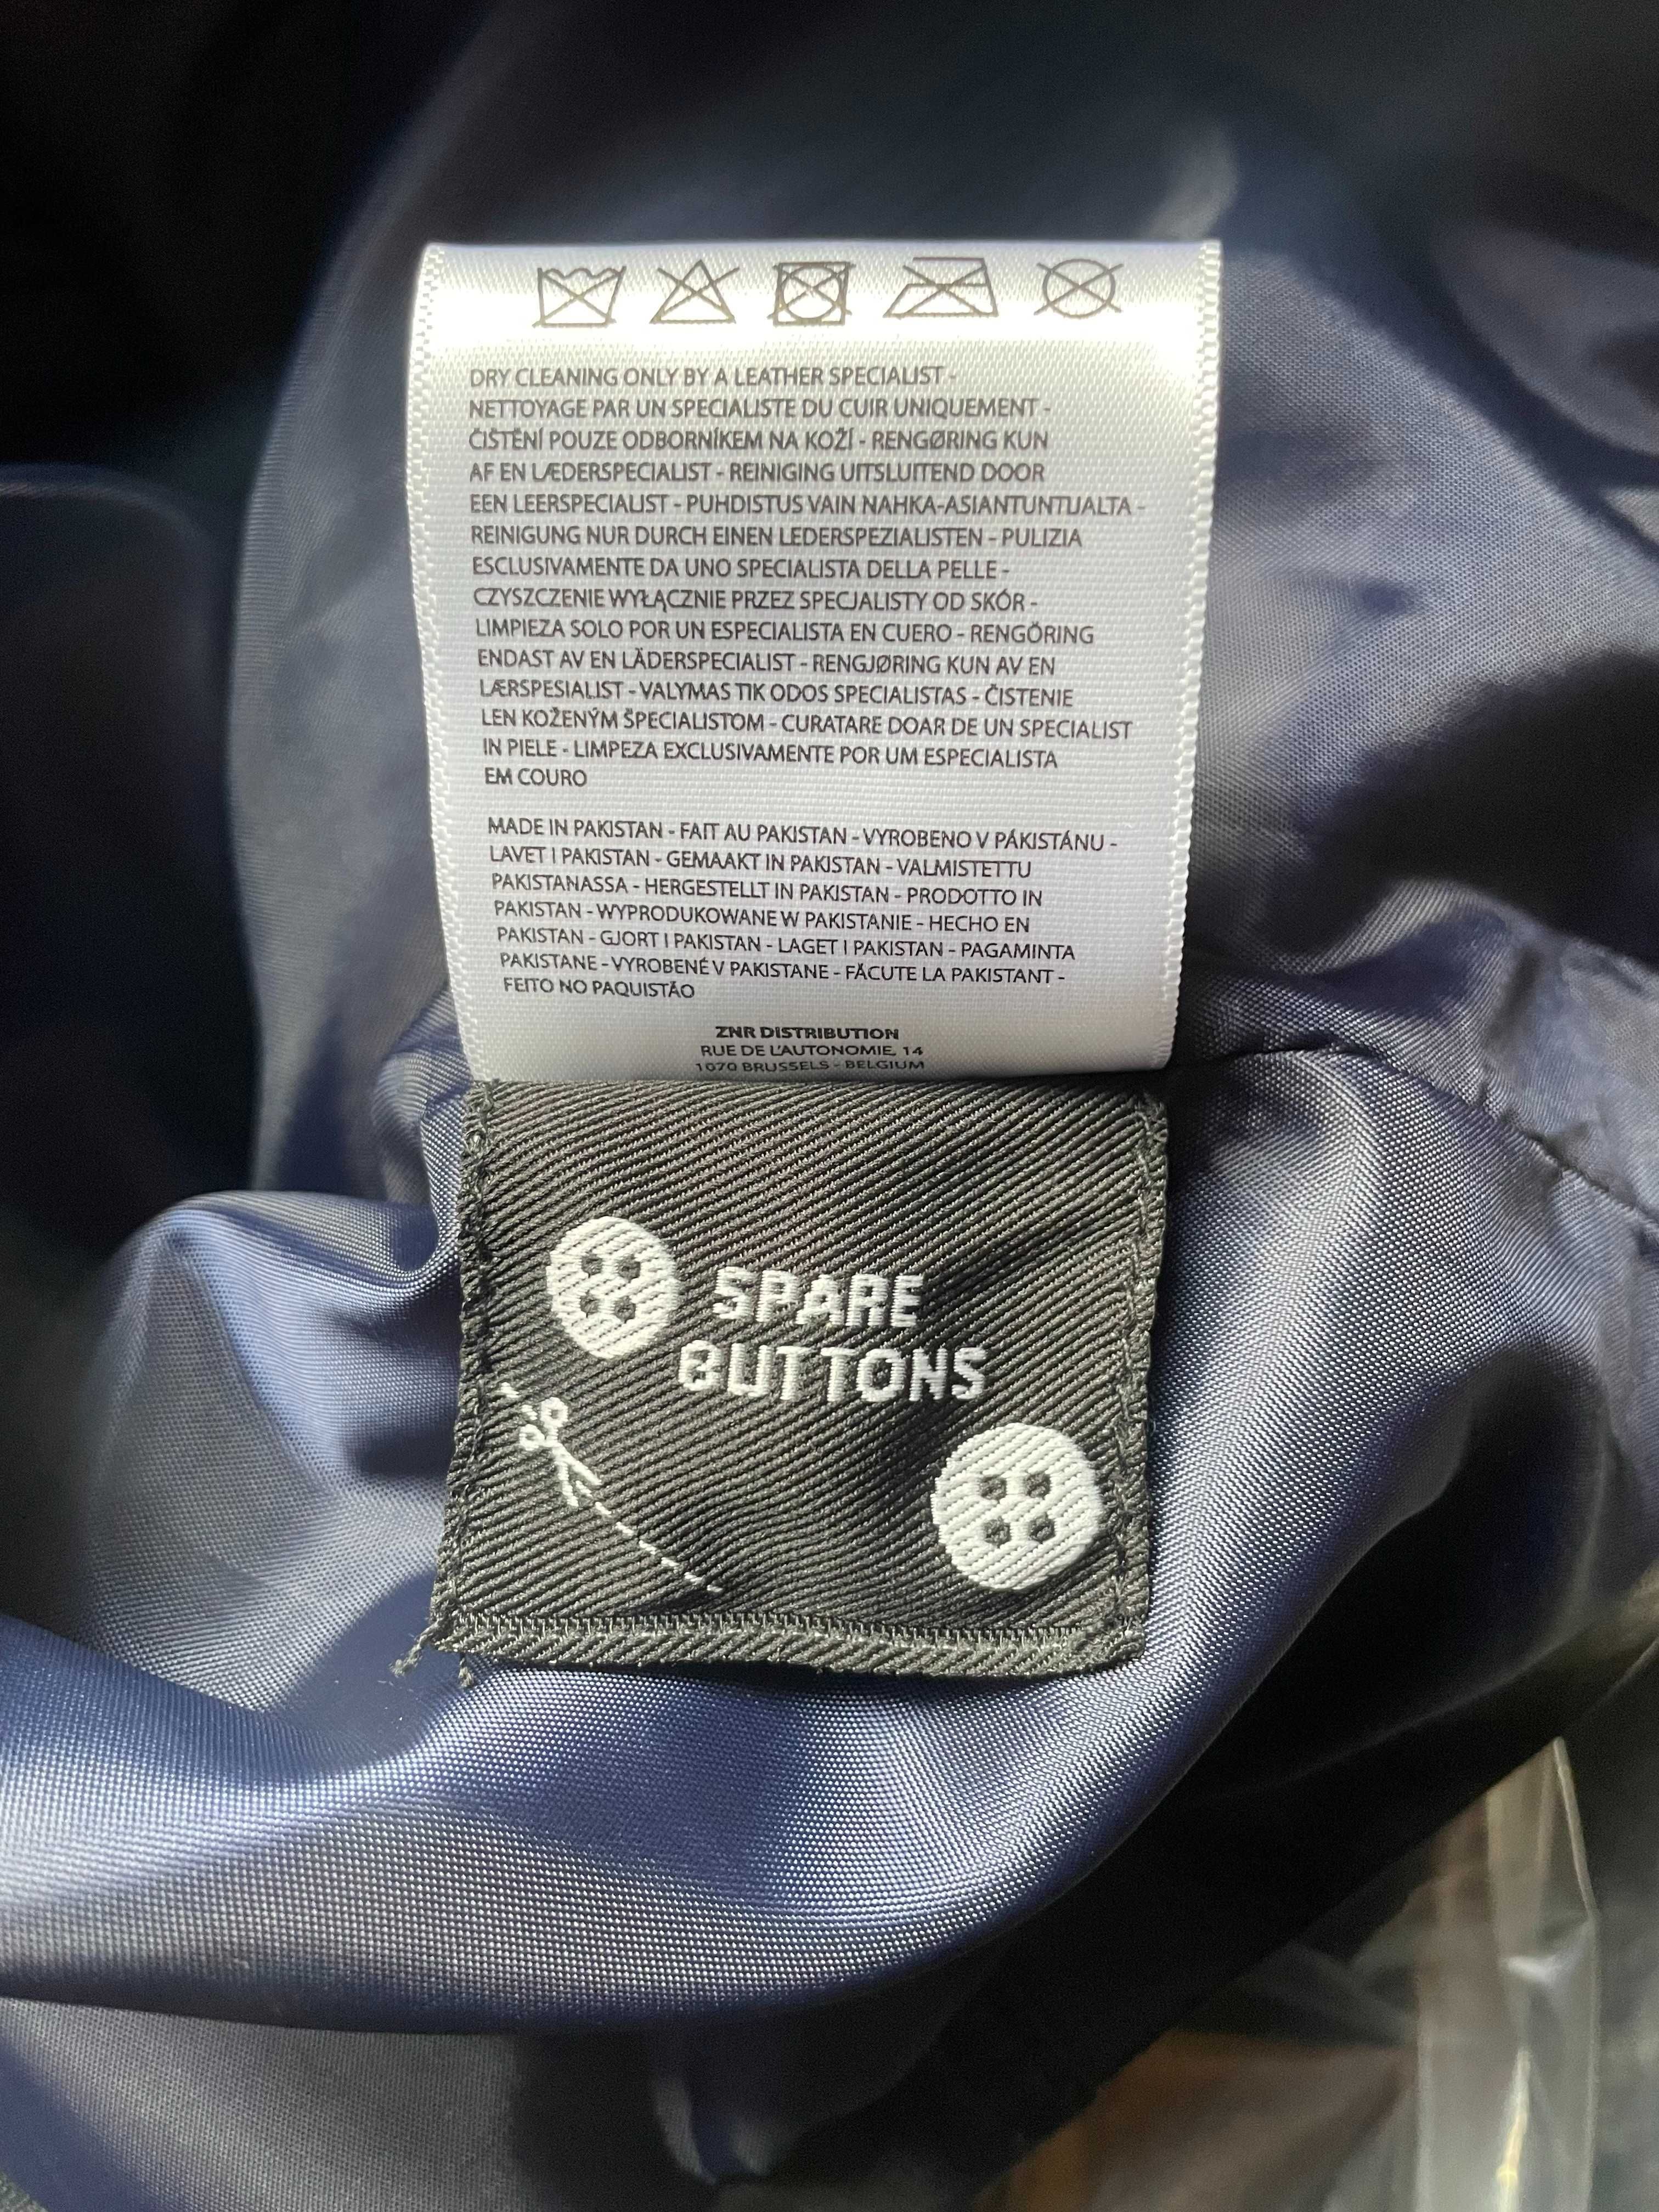 DRY CLEANING ONLY BY A LEATHER SPECIALIST -
NETTOYAGE PAR UN SPECIALISTE DU CUIR UNIQUEMENT -
ČIŠTĚNÍ POUZE ODBORNÍKEM NA KOŽÍ - RENGØRING KUN
AF EN LÆDERSPECIALIST - REINIGING UITSLUITEND DOOR
EEN LEERSPECIALIST - PUHDISTUS VAIN NAHKA-ASIANTUNTIJALTA -
REINIGUNG NUR DURCH EINEN LEDERSPEZIALISTEN - PULIZIA
ESCLUSIVAMENTE DA UNO SPECIALISTA DELLA PELLE -
CZYSZCZENIE WYŁĄCZNIE PRZEZ SPECJALISTY OD SKÓR -
LIMPIEZA SOLO POR UN ESPECIALISTA EN CUERO - RENGÖRING
ENDAST AV EN LÄDERSPECIALIST - RENGJØRING KUN AV EN
LÆRSPESIALIST - VALYMAS TIK ODOS SPECIALISTAS - ČISTENIE
LEN KOŽENÝM ŠPECIALISTOM - CURATARE DOAR DE UN SPECIALIST
IN PIELE - LIMPEZA EXCLUSIVAMENTE POR UM ESPECIALISTA
EM COURO
MADE IN PAKISTAN - FAIT AU PAKISTAN - VYROBENO V PÁKISTÁNU -
LAVET I PAKISTAN - GEMAAKT IN PAKISTAN - VALMISTETTU
PAKISTANASSA - HERGESTELLT IN PAKISTAN - PRODOTTO IN
PAKISTAN - WYPRODUKOWANE W PAKISTANIE - HECHO EN
PAKISTAN - GJORT I PAKISTAN - LAGET I PAKISTAN - PAGAMINTA
PAKISTANE - VYROBENÉ V PAKISTANE - FĂCUTE LA PAKISTANT -
FEITO NO PAQUISTÃO
ZNR DISTRIBUTION
RUE DE L'AUTONOMIE, 14
1070 BRUSSELS - BELGIUM
SPARE
BUTTONS